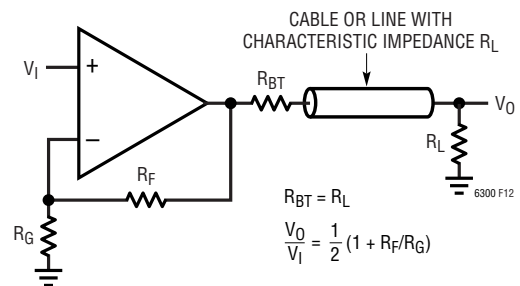 CABLE OR LINE WITH
CHARACTERISTIC IMPEDANCE RL
VI
+
–
RBT
VO
RF
RL
RG
6300 F12
RBT = RL
VO/VI = 1/2 (1 + RF/RG)